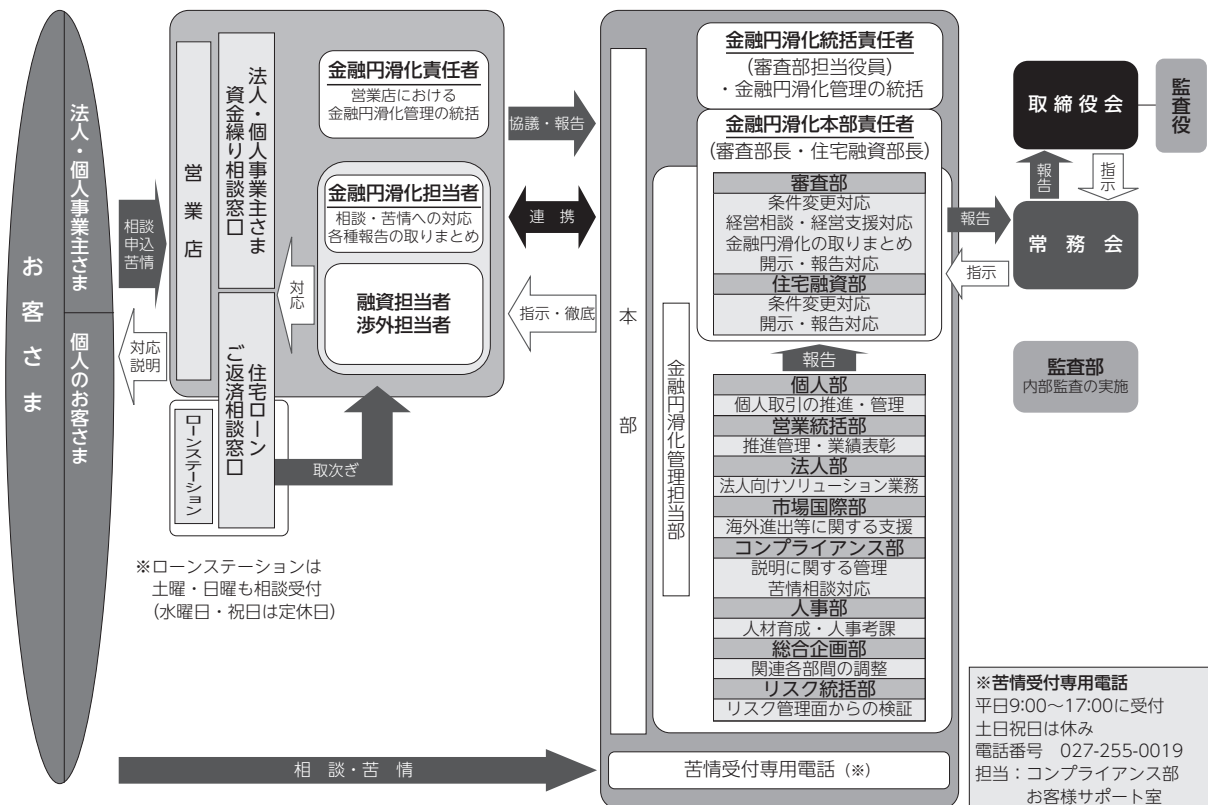 お客さま
法人・個人事業主さま
個人のお客さま
相談
申込
苦情
対応
説明
営業店
法人・個人事業主さま
資金繰り相談窓口
住宅ローン
ご返済相談窓口
ローンステーション
金融円滑化責任者
営業店における
金融円滑化管理の統括
金融円滑化担当者
相談・苦情への対応
各種報告の取りまとめ
融資担当者
渉外担当者
対応
取次ぎ
※ローンステーションは
土曜・日曜も相談受付
(水曜日・祝日は定休日)
協議・報告
連携
指示・徹底
相談・苦情
本部
金融円滑化統括責任者
(審査部担当役員)
・金融円滑化管理の統括
金融円滑化本部責任者
(審査部長・住宅融資部長)
金融円滑化管理担当部
審査部
条件変更対応
経営相談・経営支援対応
金融円滑化の取りまとめ
開示・報告対応
住宅融資部
条件変更対応
開示・報告対応
報告
個人部
個人取引の推進・管理
営業統括部
推進管理・業績表彰
法人部
法人向けソリューション業務
市場国際部
海外進出等に関する支援
コンプライアンス部
説明に関する管理
苦情相談対応
人事部
人材育成・人事考課
総合企画部
関連各部間の調整
リスク統括部
リスク管理面からの検証
苦情受付専用電話(※)
報告
指示
取締役会
監査役
報告
指示
常務会
監査部
内部監査の実施
※苦情受付専用電話
平日9:00～17:00に受付
土日祝日は休み
電話番号 027-255-0019
担当：コンプライアンス部
お客様サポート室